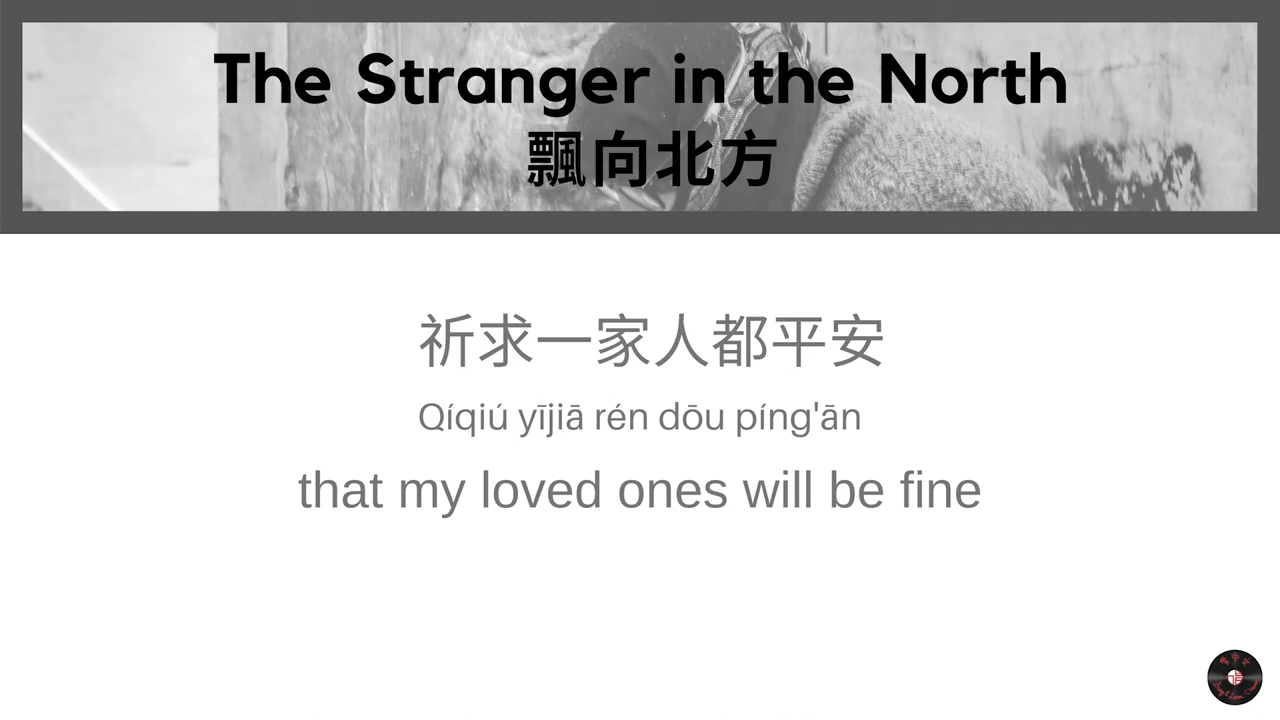 The Stranger in the North
飄向北方
祈求一家人都平安
Qíqiú yījiā rén dōu píng'ān
that my loved ones will be fine